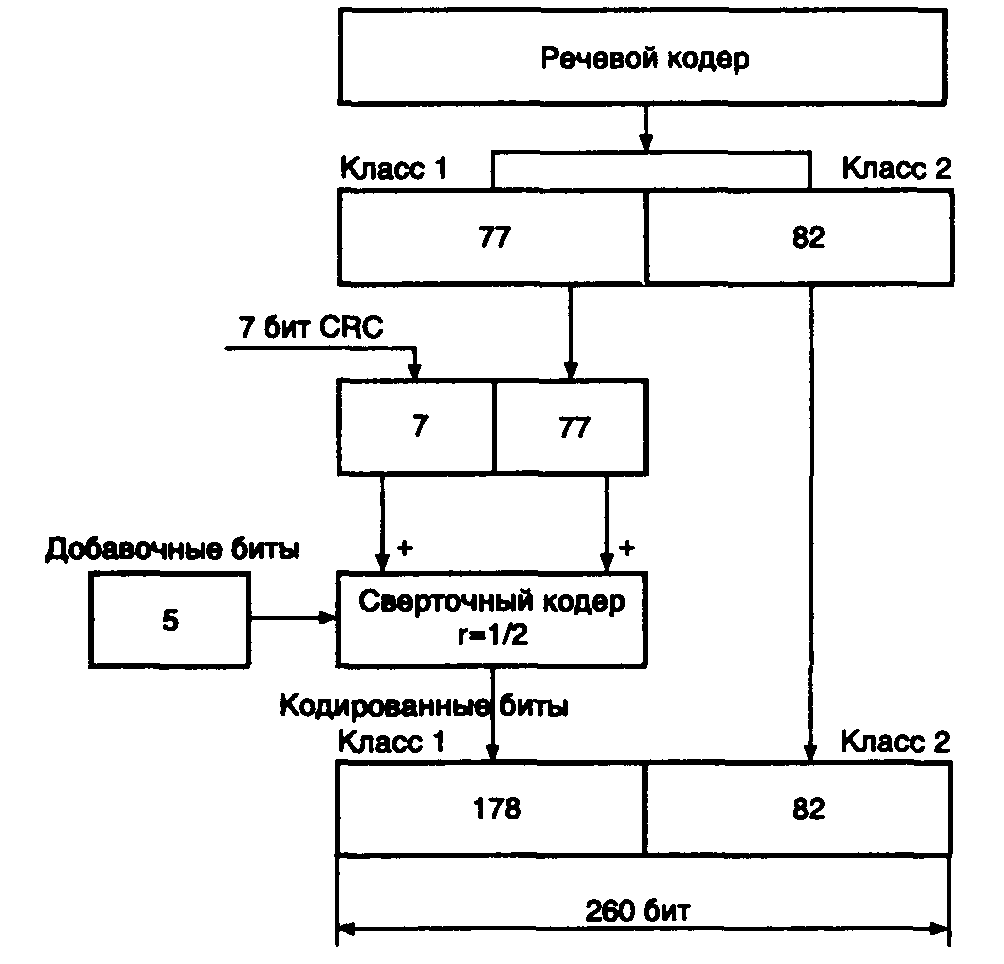 Речевой кодер
Класс 1
Класс 2
77
82
7 бит CRC
7
77
+
+
Добавочные биты
5
Сверточный кодер
r=1/2
Кодированные биты
Класс 1
Класс 2
178
82
260 бит